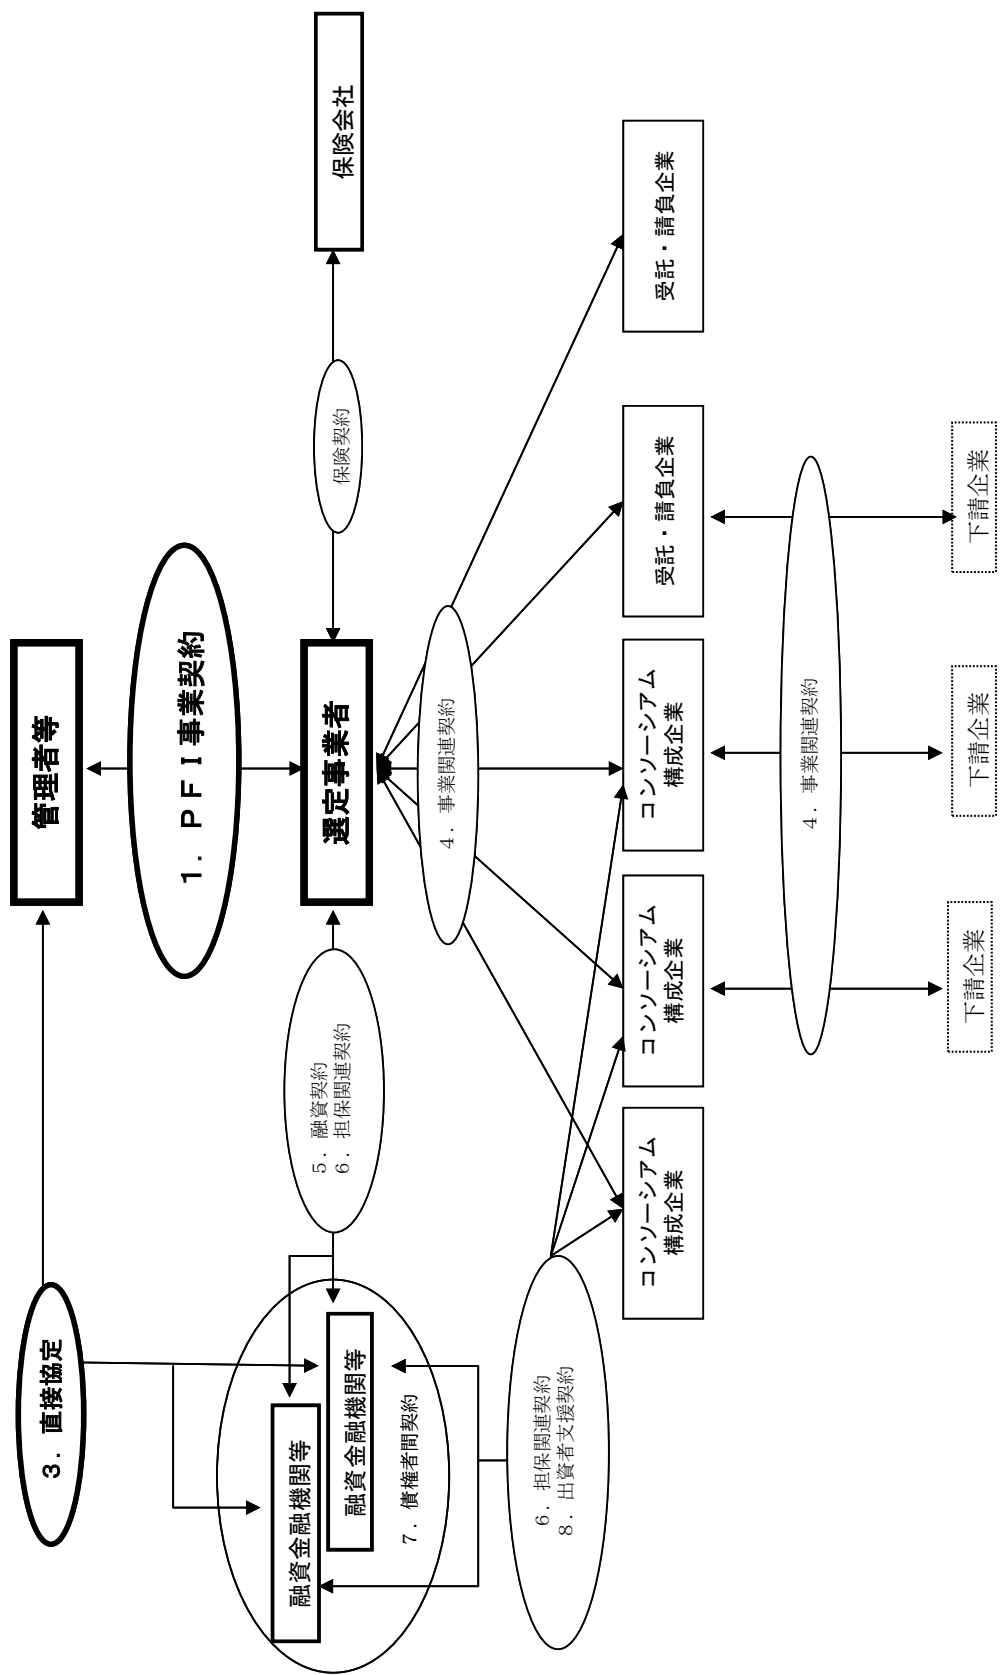 管理者等
3．直接協定
1．ＰＦＩ事業契約
融資金融機関等
融資金融機関等
7．債権者間契約
5．融資契約
6．担保関連契約
選定事業者
保険契約
保険会社
4．事業関連契約
6．担保関連契約
8．出資者支援契約
コンソーシアム
構成企業
コンソーシアム
構成企業
コンソーシアム
構成企業
受託・請負企業
受託・請負企業
4．事業関連契約
下請企業
下請企業
下請企業